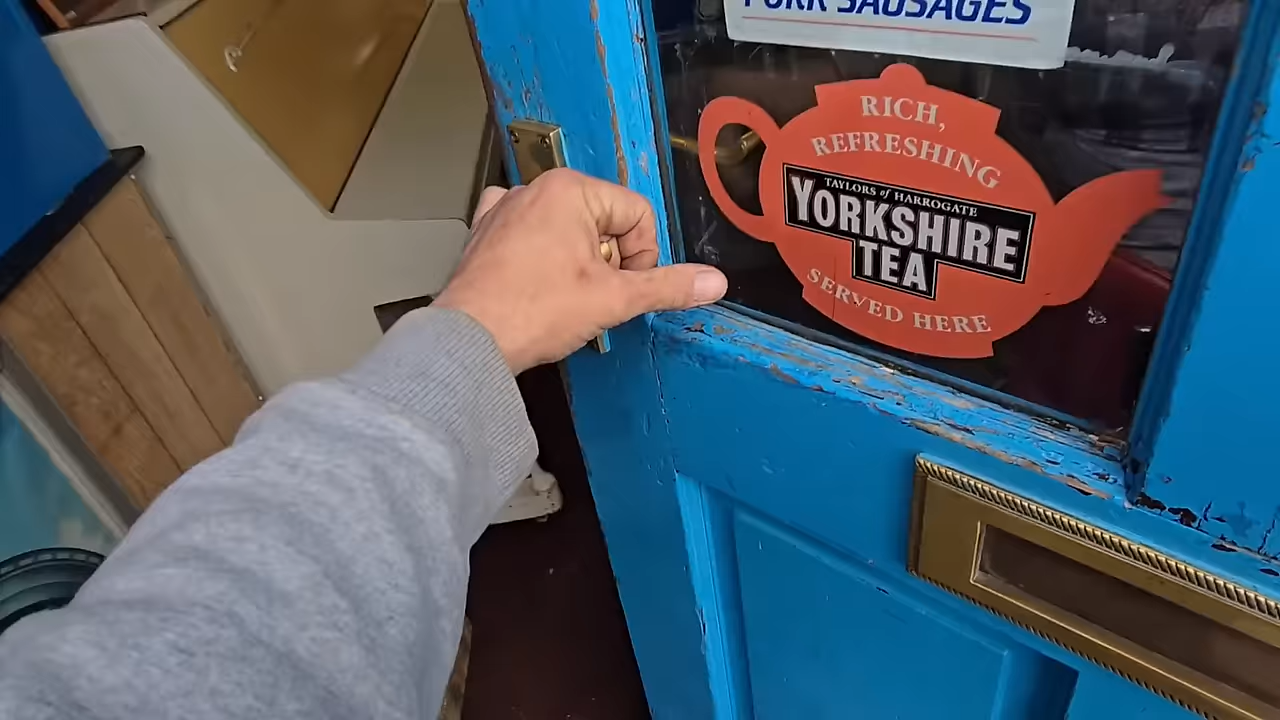 PORK SAUSAGES
RICH,
REFRESHING
TAYLORS of HARROGATE
YORKSHIRE
TEA
SERVED HERE